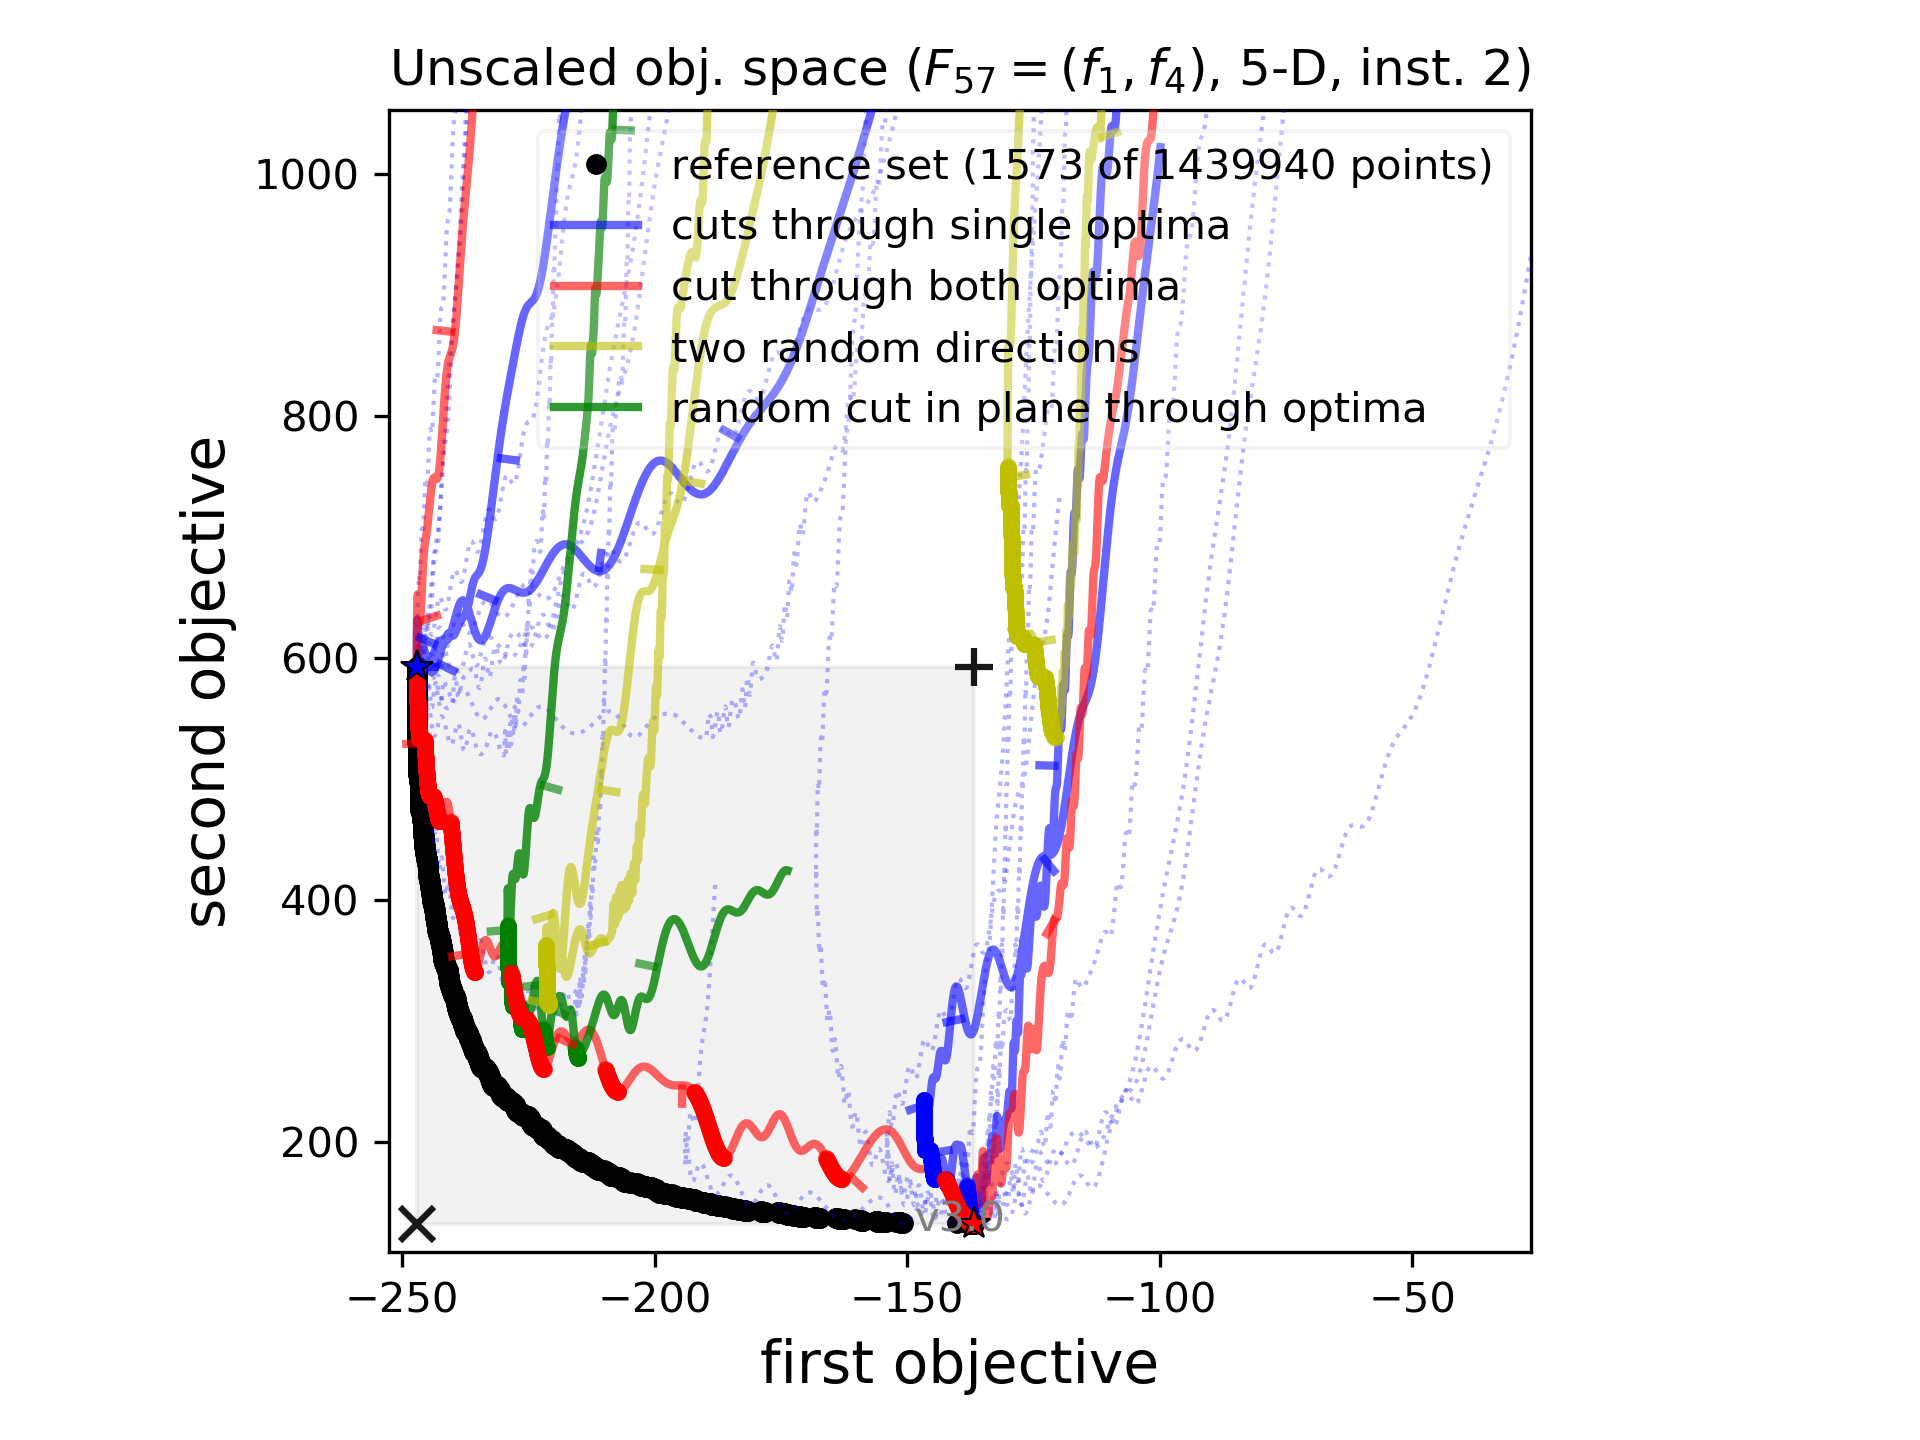 Unscaled obj. space (F₅₇ = (f₁, f₄), 5-D, inst. 2)
reference set (1573 of 1439940 points)
cuts through single optima
cut through both optima
two random directions
random cut in plane through optima
second objective
1000
800
600
400
200
v3.0
−250
−200
−150
−100
−50
first objective